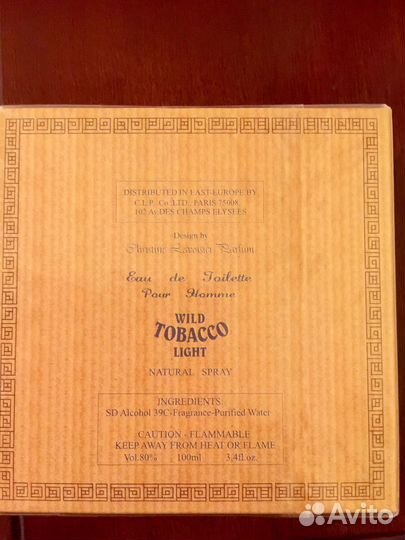 DISTRIBUTED IN EAST-EUROPE BY
C.L.P. Co.LTD., PARIS 75008,
102 Av.DES CHAMPS ELYSEES
Design by
Christine Lavoisier Parfum
Eau de Toilette
Pour Homme
WILD
TOBACCO
LIGHT
NATURAL SPRAY
INGREDIENTS:
SD Alcohol 39C-Fragrance-Purified Water
CAUTION - FLAMMABLE
KEEP AWAY FROM HEAT OR FLAME
Vol.80% 100ml 3,4fl.oz.
Avito